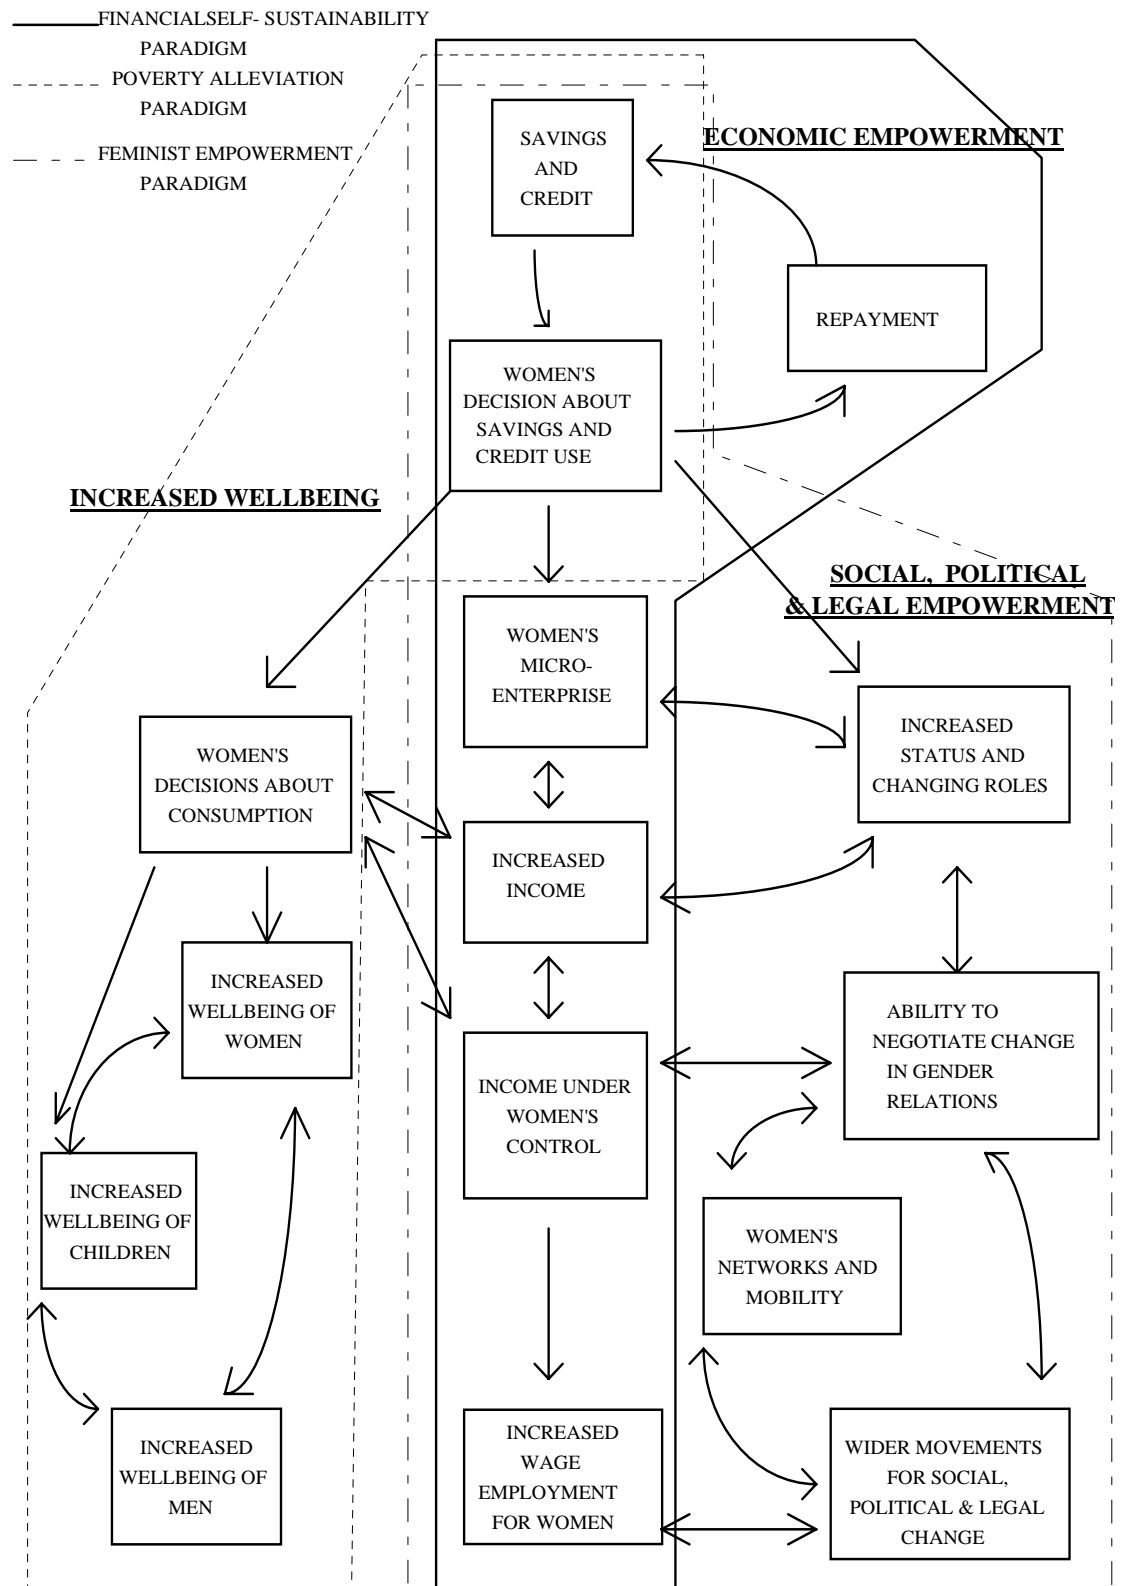 FINANCIALSELF- SUSTAINABILITY
PARADIGM
POVERTY ALLEVIATION
PARADIGM
FEMINIST EMPOWERMENT
PARADIGM
SAVINGS
AND
CREDIT
ECONOMIC EMPOWERMENT
REPAYMENT
WOMEN'S
DECISION ABOUT
SAVINGS AND
CREDIT USE
INCREASED WELLBEING
SOCIAL, POLITICAL
& LEGAL EMPOWERMENT
WOMEN'S
MICRO-
ENTERPRISE
INCREASED
STATUS AND
CHANGING ROLES
WOMEN'S
DECISIONS ABOUT
CONSUMPTION
INCREASED
INCOME
INCREASED
WELLBEING OF
WOMEN
ABILITY TO
NEGOTIATE CHANGE
IN GENDER
RELATIONS
INCOME UNDER
WOMEN'S
CONTROL
INCREASED
WELLBEING OF
CHILDREN
WOMEN'S
NETWORKS AND
MOBILITY
INCREASED
WELLBEING OF
MEN
INCREASED
WAGE
EMPLOYMENT
FOR WOMEN
WIDER MOVEMENTS
FOR SOCIAL,
POLITICAL & LEGAL
CHANGE